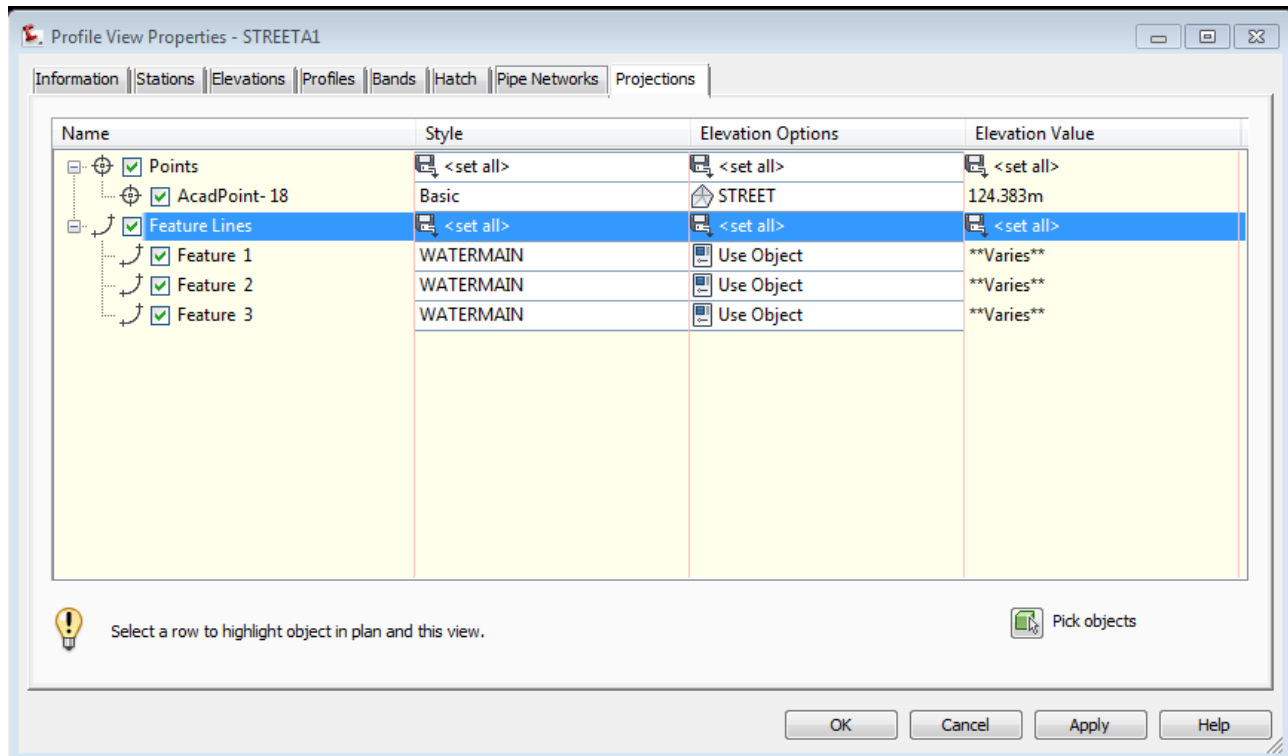 Profile View Properties - STREETA1
Information Stations Elevations Profiles Bands Hatch Pipe Networks Projections
Name Style Elevation Options Elevation Value
Points <set all> <set all> <set all>
AcadPoint- 18 Basic STREET 124.383m
Feature Lines <set all> <set all> <set all>
Feature 1 WATERMAIN Use Object **Varies**
Feature 2 WATERMAIN Use Object **Varies**
Feature 3 WATERMAIN Use Object **Varies**
Select a row to highlight object in plan and this view. Pick objects
OK Cancel Apply Help